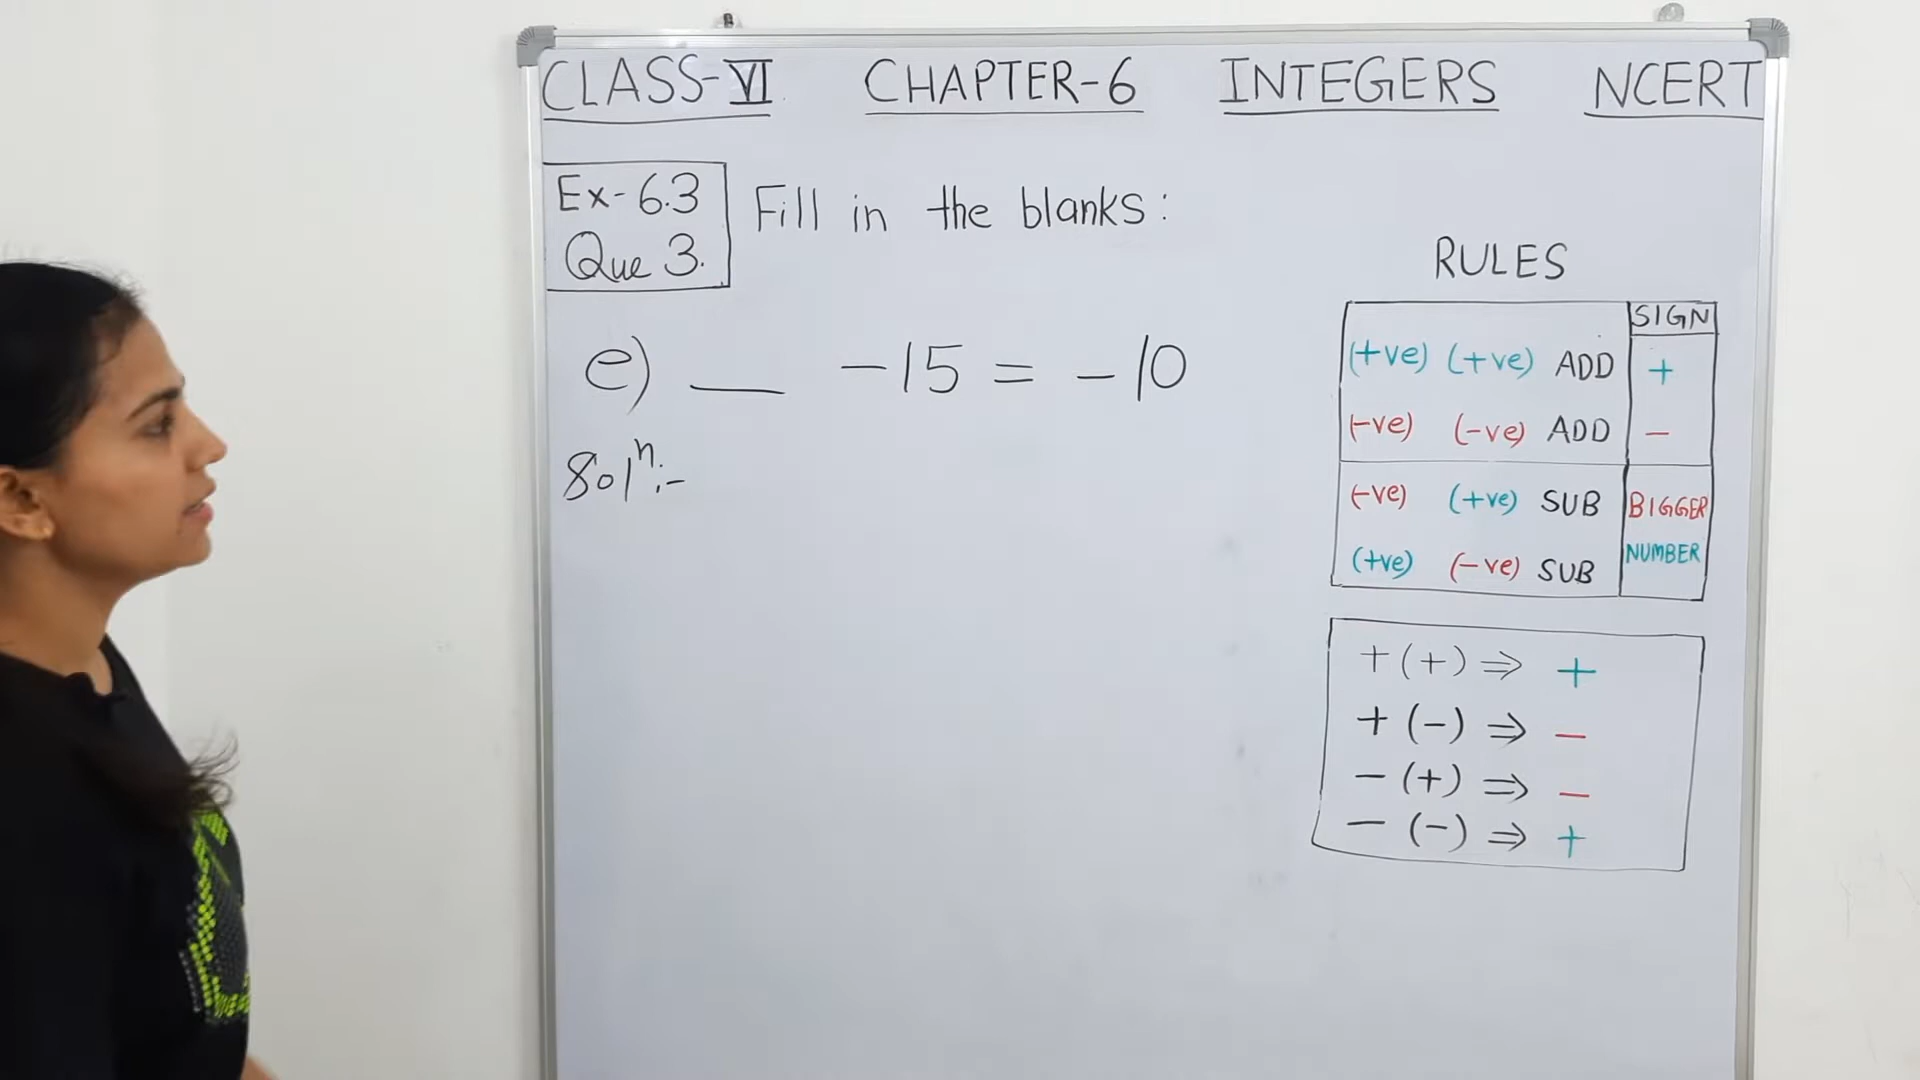 CLASS-VI CHAPTER-6 INTEGERS NCERT
Ex-6.3
Que 3.
Fill in the blanks:
e) __ -15 = -10
Solⁿ:-
RULES
SIGN
(+ve) (+ve) ADD +
(-ve) (-ve) ADD -
(-ve) (+ve) SUB BIGGER
NUMBER
(+ve) (-ve) SUB
+ (+) ⇒ +
+ (-) ⇒ -
- (+) ⇒ -
- (-) ⇒ +